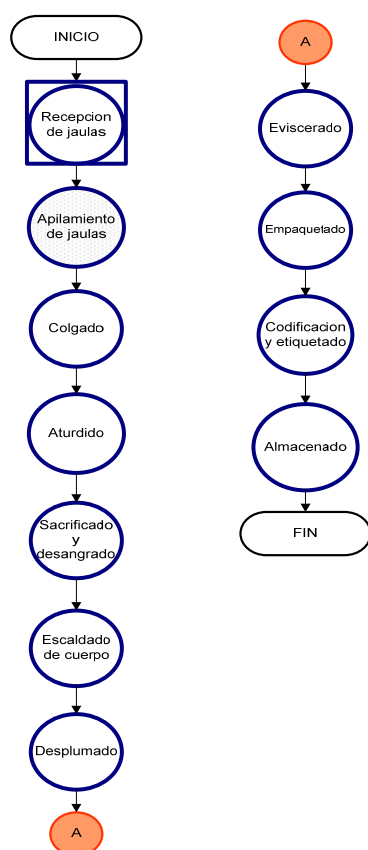 INICIO
Recepcion
de jaulas
Apilamiento
de jaulas
Colgado
Aturdido
Sacrificado
y
desangrado
Escaldado
de cuerpo
Desplumado
A
A
Eviscerado
Empaquetado
Codificacion
y etiquetado
Almacenado
FIN